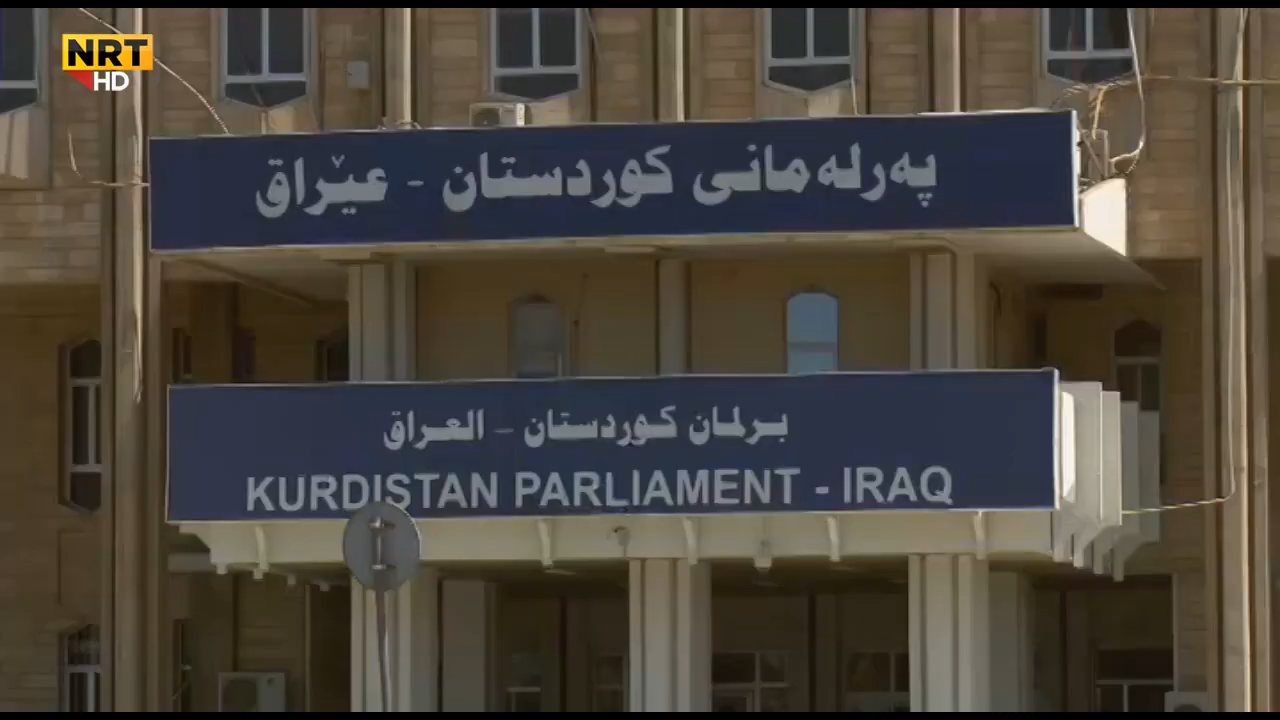 NRT
HD
پەرلەمانی کوردستان - عێراق
برلمان كوردستان - العراق
KURDISTAN PARLIAMENT - IRAQ